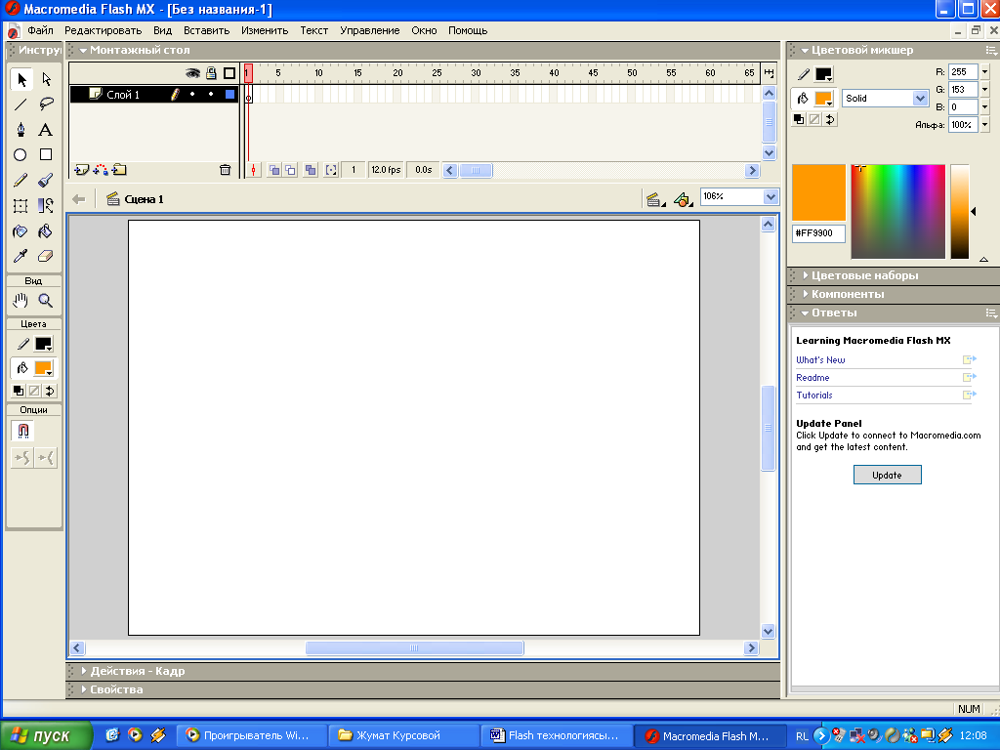 Macromedia Flash MX - [Без названия-1]
Файл Редактировать Вид Вставить Изменить Текст Управление Окно Помощь
Инстру
Монтажный стол
1 5 10 15 20 25 30 35 40 45 50 55 60 65
Слой 1
1 12.0 fps 0.0s
Сцена 1
106%
Вид
Цвета
Опции
Действия - Кадр
Свойства
Цветовой микшер
R: 255
Solid
G: 153
B: 0
Альфа: 100%
#FF9900
Цветовые наборы
Компоненты
Ответы
Learning Macromedia Flash MX
What's New
Readme
Tutorials
Update Panel
Click Update to connect to Macromedia.com
and get the latest content.
Update
NUM
пуск
Проигрыватель Wi...
Жумат Курсовой
Flash технологиясы...
Macromedia Flash M...
RL
12:08